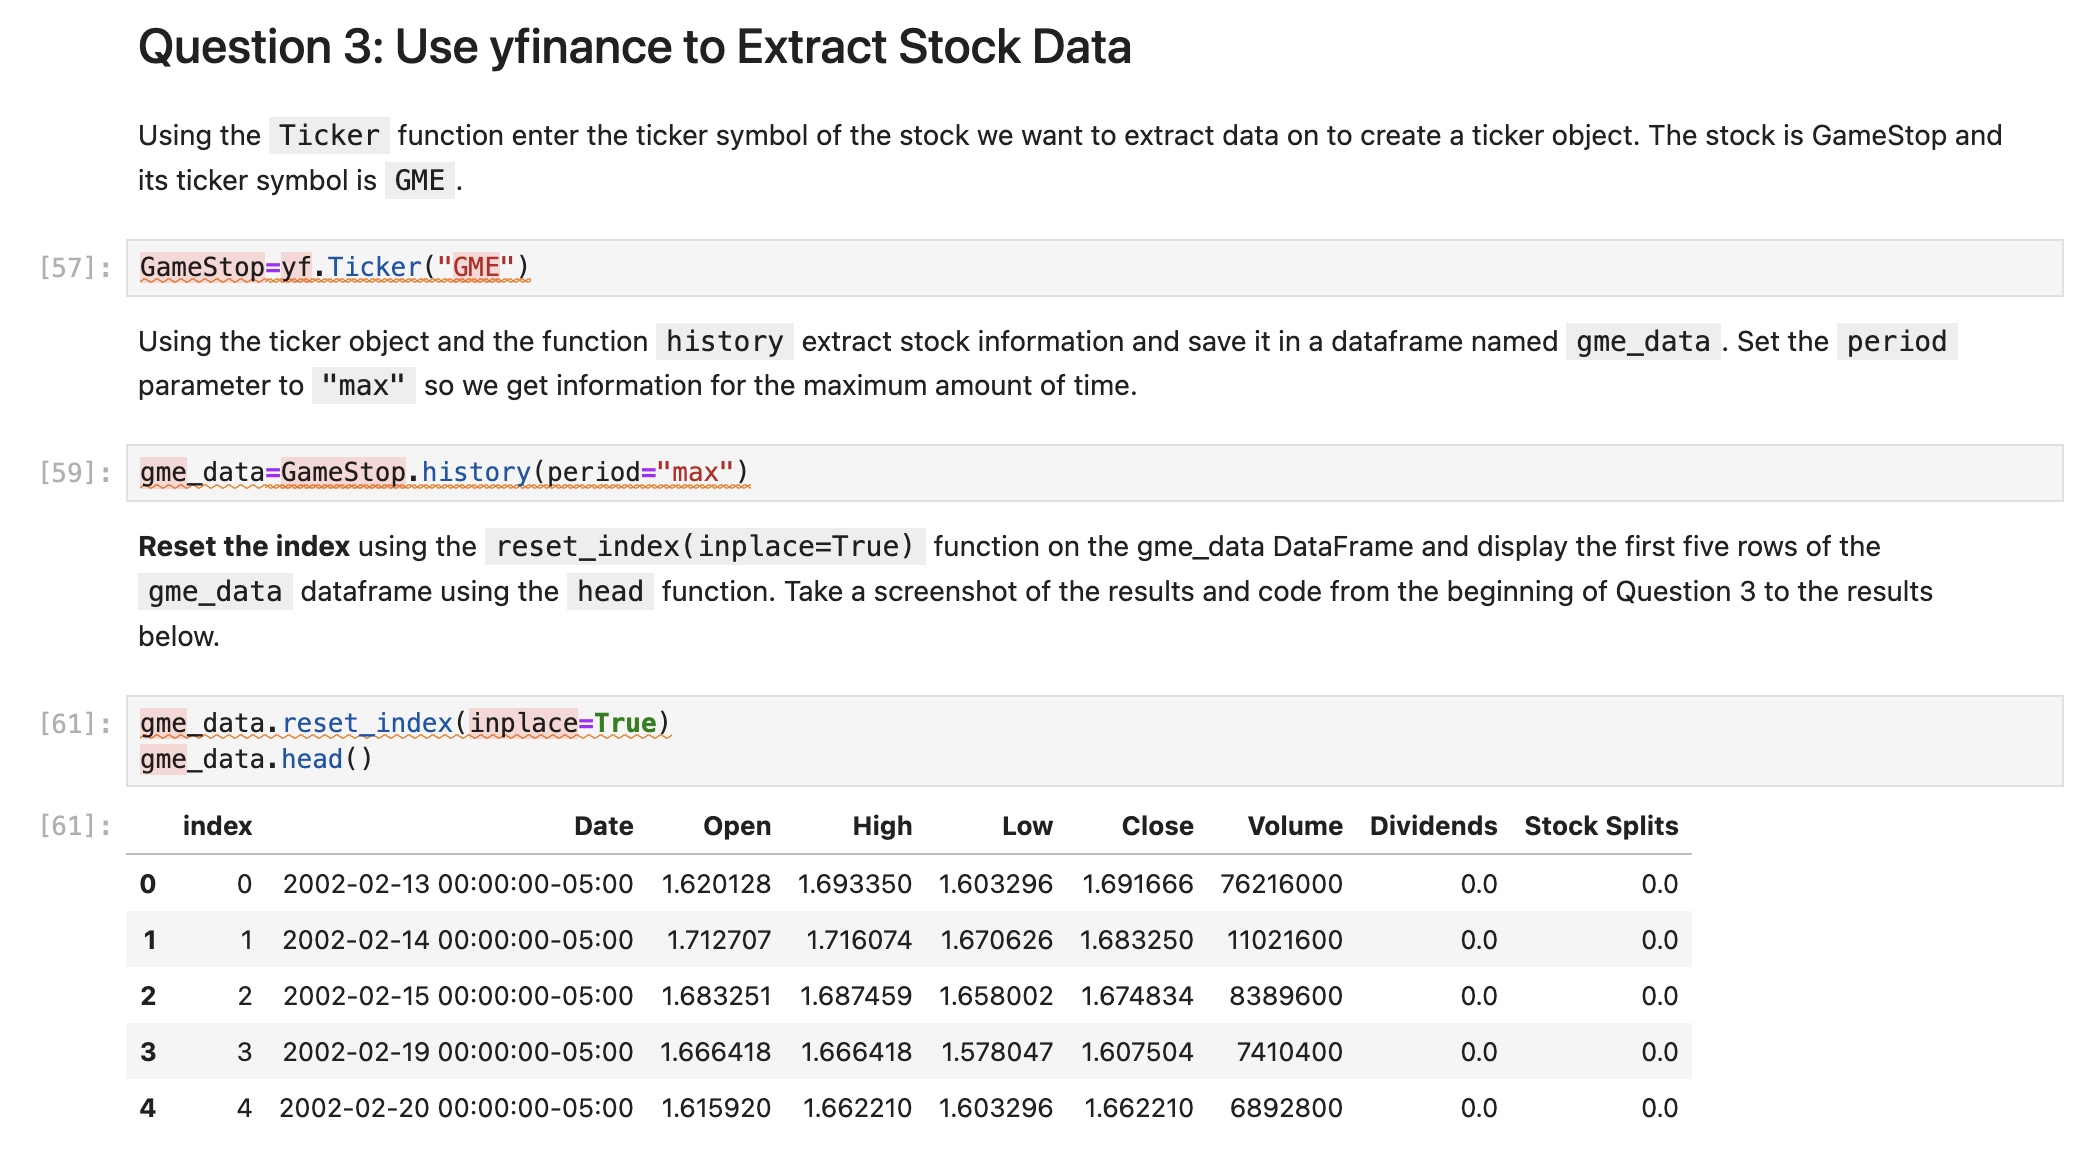 Question 3: Use yfinance to Extract Stock Data
Using the Ticker function enter the ticker symbol of the stock we want to extract data on to create a ticker object. The stock is GameStop and
its ticker symbol is GME .
[57]: GameStop=yf.Ticker("GME")
Using the ticker object and the function history extract stock information and save it in a dataframe named gme_data . Set the period
parameter to "max" so we get information for the maximum amount of time.
[59]: gme_data=GameStop.history(period="max")
Reset the index using the reset_index(inplace=True) function on the gme_data DataFrame and display the first five rows of the
gme_data dataframe using the head function. Take a screenshot of the results and code from the beginning of Question 3 to the results
below.
[61]: gme_data.reset_index(inplace=True)
gme_data.head()
[61]: index Date Open High Low Close Volume Dividends Stock Splits
0 0 2002-02-13 00:00:00-05:00 1.620128 1.693350 1.603296 1.691666 76216000 0.0 0.0
1 1 2002-02-14 00:00:00-05:00 1.712707 1.716074 1.670626 1.683250 11021600 0.0 0.0
2 2 2002-02-15 00:00:00-05:00 1.683251 1.687459 1.658002 1.674834 8389600 0.0 0.0
3 3 2002-02-19 00:00:00-05:00 1.666418 1.666418 1.578047 1.607504 7410400 0.0 0.0
4 4 2002-02-20 00:00:00-05:00 1.615920 1.662210 1.603296 1.662210 6892800 0.0 0.0